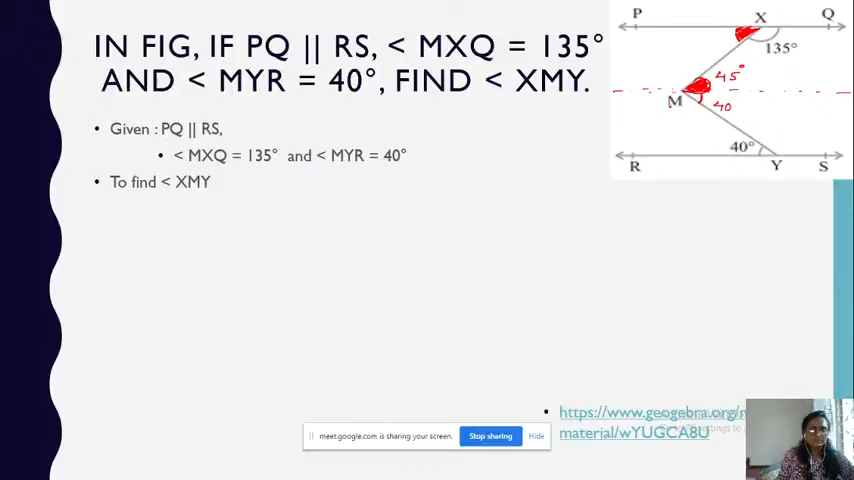 IN FIG, IF PQ || RS, < MXQ = 135°
AND < MYR = 40°, FIND < XMY.
• Given : PQ || RS,
• < MXQ = 135° and < MYR = 40°
• To find < XMY
P X Q
135°
45°
M
40
40°
R Y S
• https://www.geogebra.org/
material/wYUGCA8U
meet.google.com is sharing your screen. Stop sharing Hide